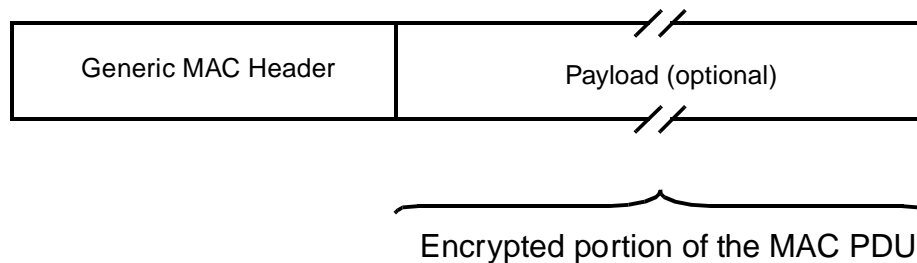 Generic MAC Header
Payload (optional)
Encrypted portion of the MAC PDU